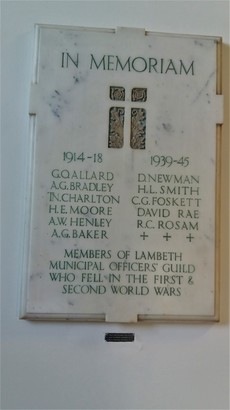 IN MEMORIAM
1914-18
G.O. ALLARD
A.G. BRADLEY
T.N. CHARLTON
H.E. MOORE
A.W. HENLEY
A.G. BAKER
1939-45
D. NEWMAN
H.L. SMITH
C.G. FOSKETT
DAVID RAE
R.C. ROSAM
+ + +
MEMBERS OF LAMBETH
MUNICIPAL OFFICERS' GUILD
WHO FELL IN THE FIRST &
SECOND WORLD WARS